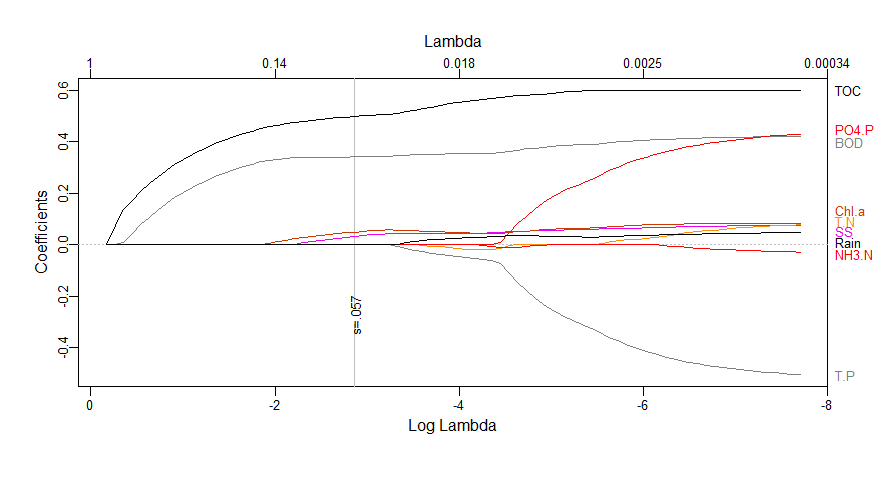 Lambda
1 0.14 0.018 0.0025 0.00034
0.6
0.4
0.2
0.0
-0.2
-0.4
Coefficients
s=.057
TOC
PO4.P
BOD
Chl.a
T.N
SS
Rain
NH3.N
T.P
0 -2 -4 -6 -8
Log Lambda